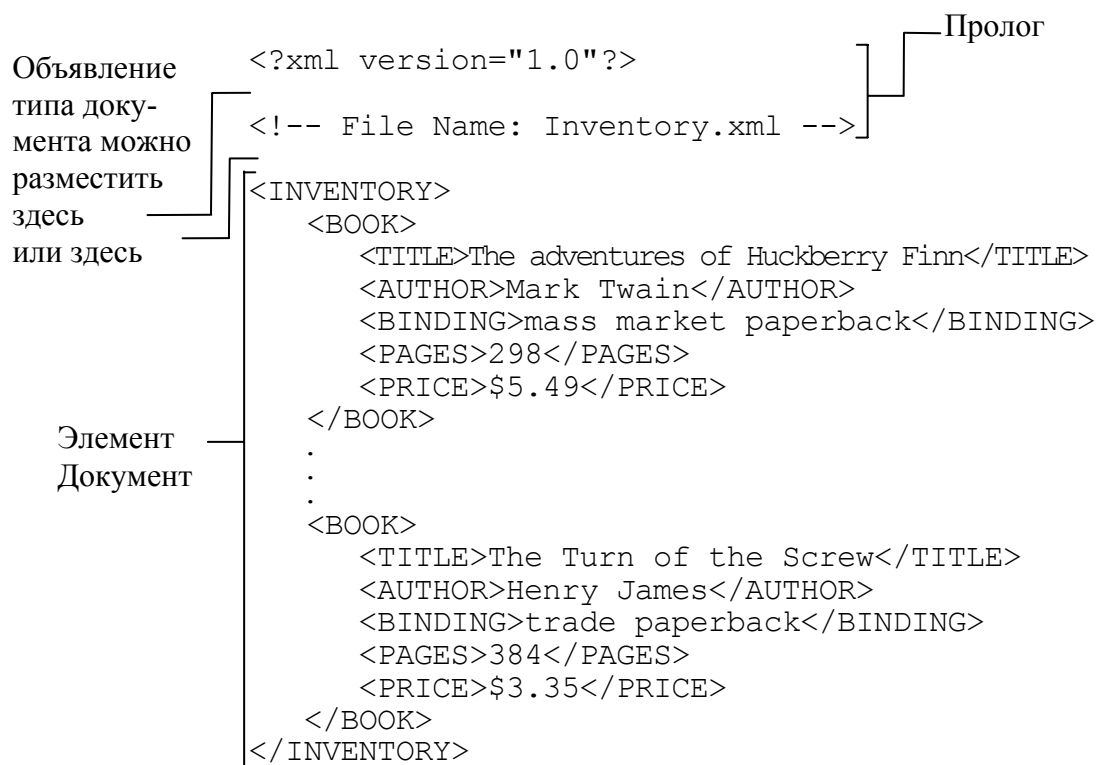 Пролог
<?xml version="1.0"?>
Объявление
типа доку-
мента можно
разместить
здесь
или здесь
<!-- File Name: Inventory.xml -->
<INVENTORY>
<BOOK>
<TITLE>The adventures of Huckberry Finn</TITLE>
<AUTHOR>Mark Twain</AUTHOR>
<BINDING>mass market paperback</BINDING>
<PAGES>298</PAGES>
<PRICE>$5.49</PRICE>
</BOOK>
Элемент
Документ
.
.
.
<BOOK>
<TITLE>The Turn of the Screw</TITLE>
<AUTHOR>Henry James</AUTHOR>
<BINDING>trade paperback</BINDING>
<PAGES>384</PAGES>
<PRICE>$3.35</PRICE>
</BOOK>
</INVENTORY>